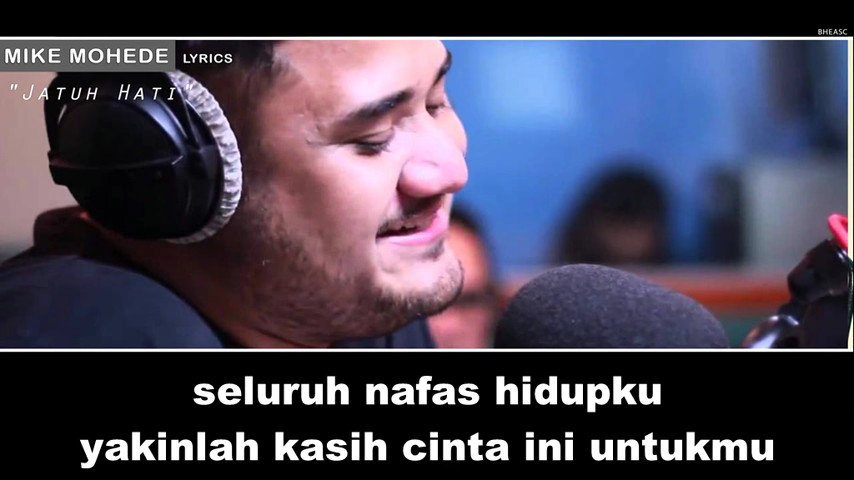 BHEASC
MIKE MOHEDE LYRICS
"JATUH HATI"
seluruh nafas hidupku
yakinlah kasih cinta ini untukmu